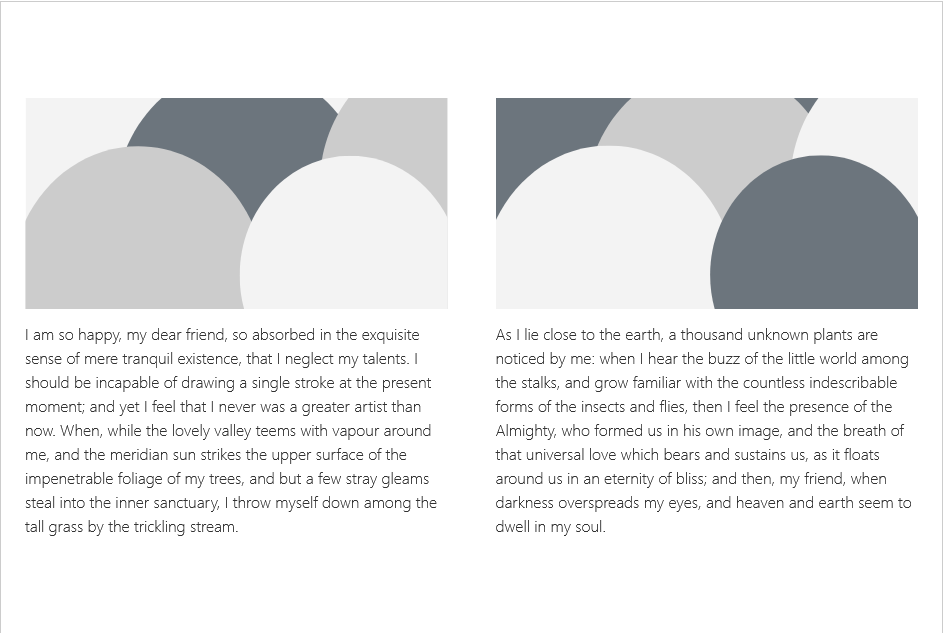 I am so happy, my dear friend, so absorbed in the exquisite
sense of mere tranquil existence, that I neglect my talents. I
should be incapable of drawing a single stroke at the present
moment; and yet I feel that I never was a greater artist than
now. When, while the lovely valley teems with vapour around
me, and the meridian sun strikes the upper surface of the
impenetrable foliage of my trees, and but a few stray gleams
steal into the inner sanctuary, I throw myself down among the
tall grass by the trickling stream.
As I lie close to the earth, a thousand unknown plants are
noticed by me: when I hear the buzz of the little world among
the stalks, and grow familiar with the countless indescribable
forms of the insects and flies, then I feel the presence of the
Almighty, who formed us in his own image, and the breath of
that universal love which bears and sustains us, as it floats
around us in an eternity of bliss; and then, my friend, when
darkness overspreads my eyes, and heaven and earth seem to
dwell in my soul.